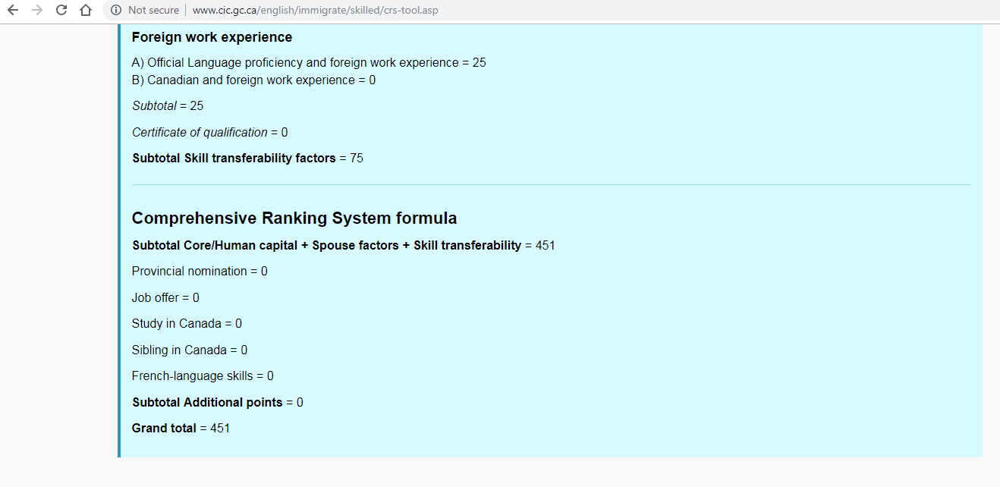 Not secure | www.cic.gc.ca/english/immigrate/skilled/crs-tool.asp
Foreign work experience
A) Official Language proficiency and foreign work experience = 25
B) Canadian and foreign work experience = 0
Subtotal = 25
Certificate of qualification = 0
Subtotal Skill transferability factors = 75
Comprehensive Ranking System formula
Subtotal Core/Human capital + Spouse factors + Skill transferability = 451
Provincial nomination = 0
Job offer = 0
Study in Canada = 0
Sibling in Canada = 0
French-language skills = 0
Subtotal Additional points = 0
Grand total = 451